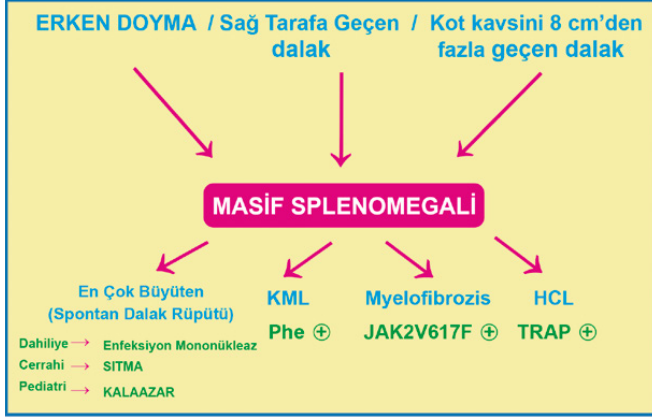 ERKEN DOYMA / Sağ Tarafa Geçen dalak / Kot kavsini 8 cm'den fazla geçen dalak
MASİF SPLENOMEGALİ
En Çok Büyüten
(Spontan Dalak Rüpütü)
Dahiliye → Enfeksiyon Mononükleaz
Cerrahi → SITMA
Pediatri → KALAAZAR
KML
Phe ⊕
Myelofibrozis
JAK2V617F ⊕
HCL
TRAP ⊕